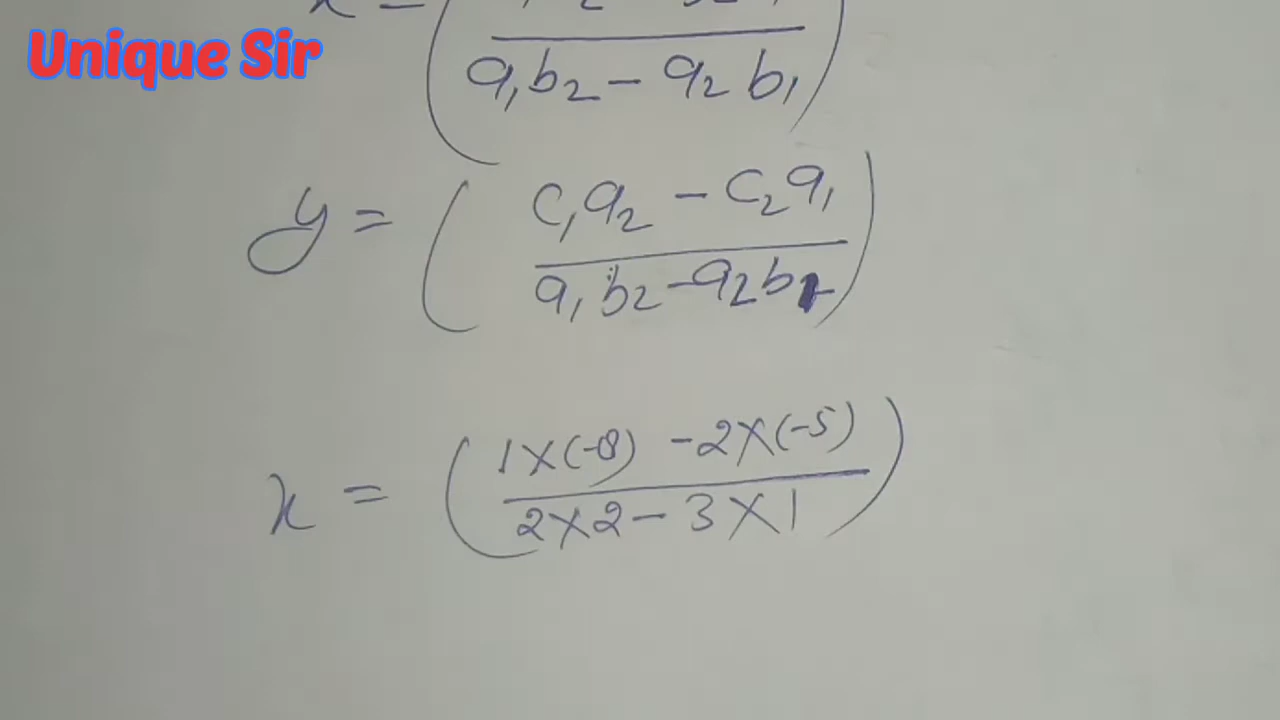 Unique Sir
x =
a₁b₂ - a₂b₁
y = ( c₁a₂ - c₂a₁ / a₁b₂ - a₂b₁ )
x = ( 1×(-8) -2×(-5) / 2×2 - 3×1 )